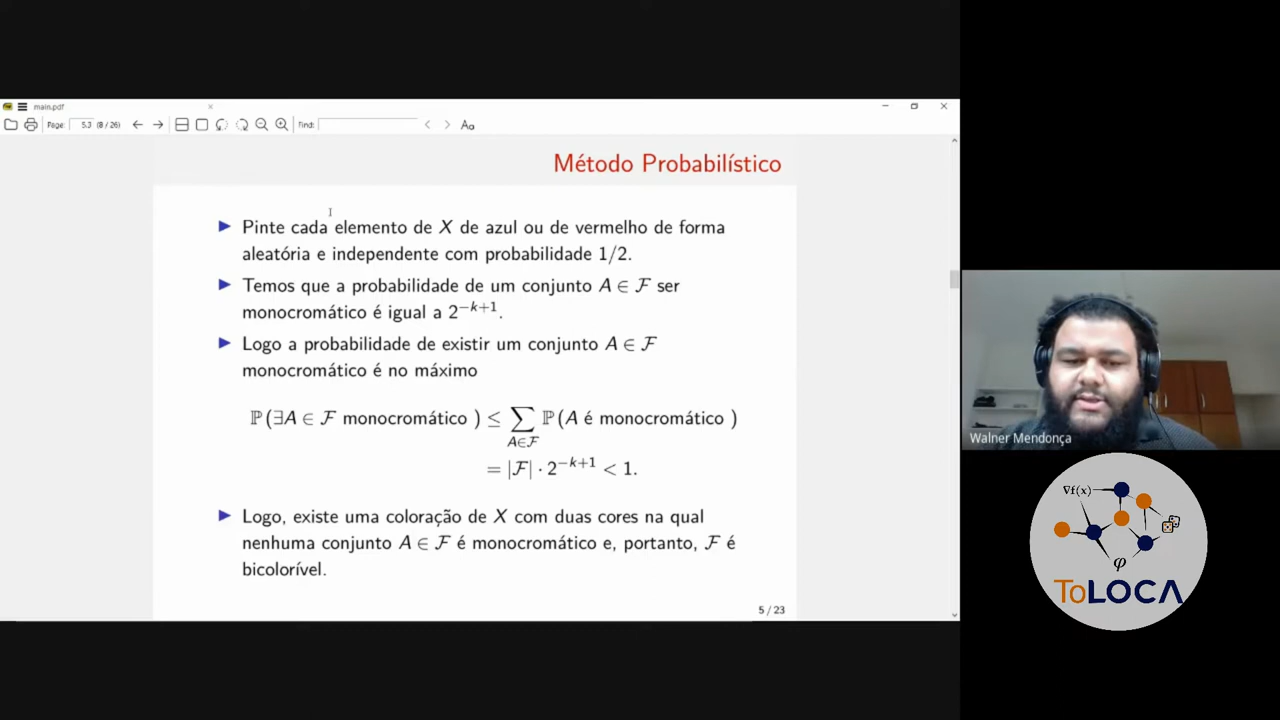 main.pdf
Page: 5.3 (8 / 26) Find: Aa
Método Probabilístico
Pinte cada elemento de X de azul ou de vermelho de forma
aleatória e independente com probabilidade 1/2.
Temos que a probabilidade de um conjunto A ∈ ℱ ser
monocromático é igual a 2^{−k+1}.
Logo a probabilidade de existir um conjunto A ∈ ℱ
monocromático é no máximo
ℙ(∃A ∈ ℱ monocromático ) ≤ ∑_{A∈ℱ} ℙ(A é monocromático )
= |ℱ| · 2^{−k+1} < 1.
Logo, existe uma coloração de X com duas cores na qual
nenhuma conjunto A ∈ ℱ é monocromático e, portanto, ℱ é
bicolorível.
5 / 23
Walner Mendonça
∇f(x)
φ
ToLOCA